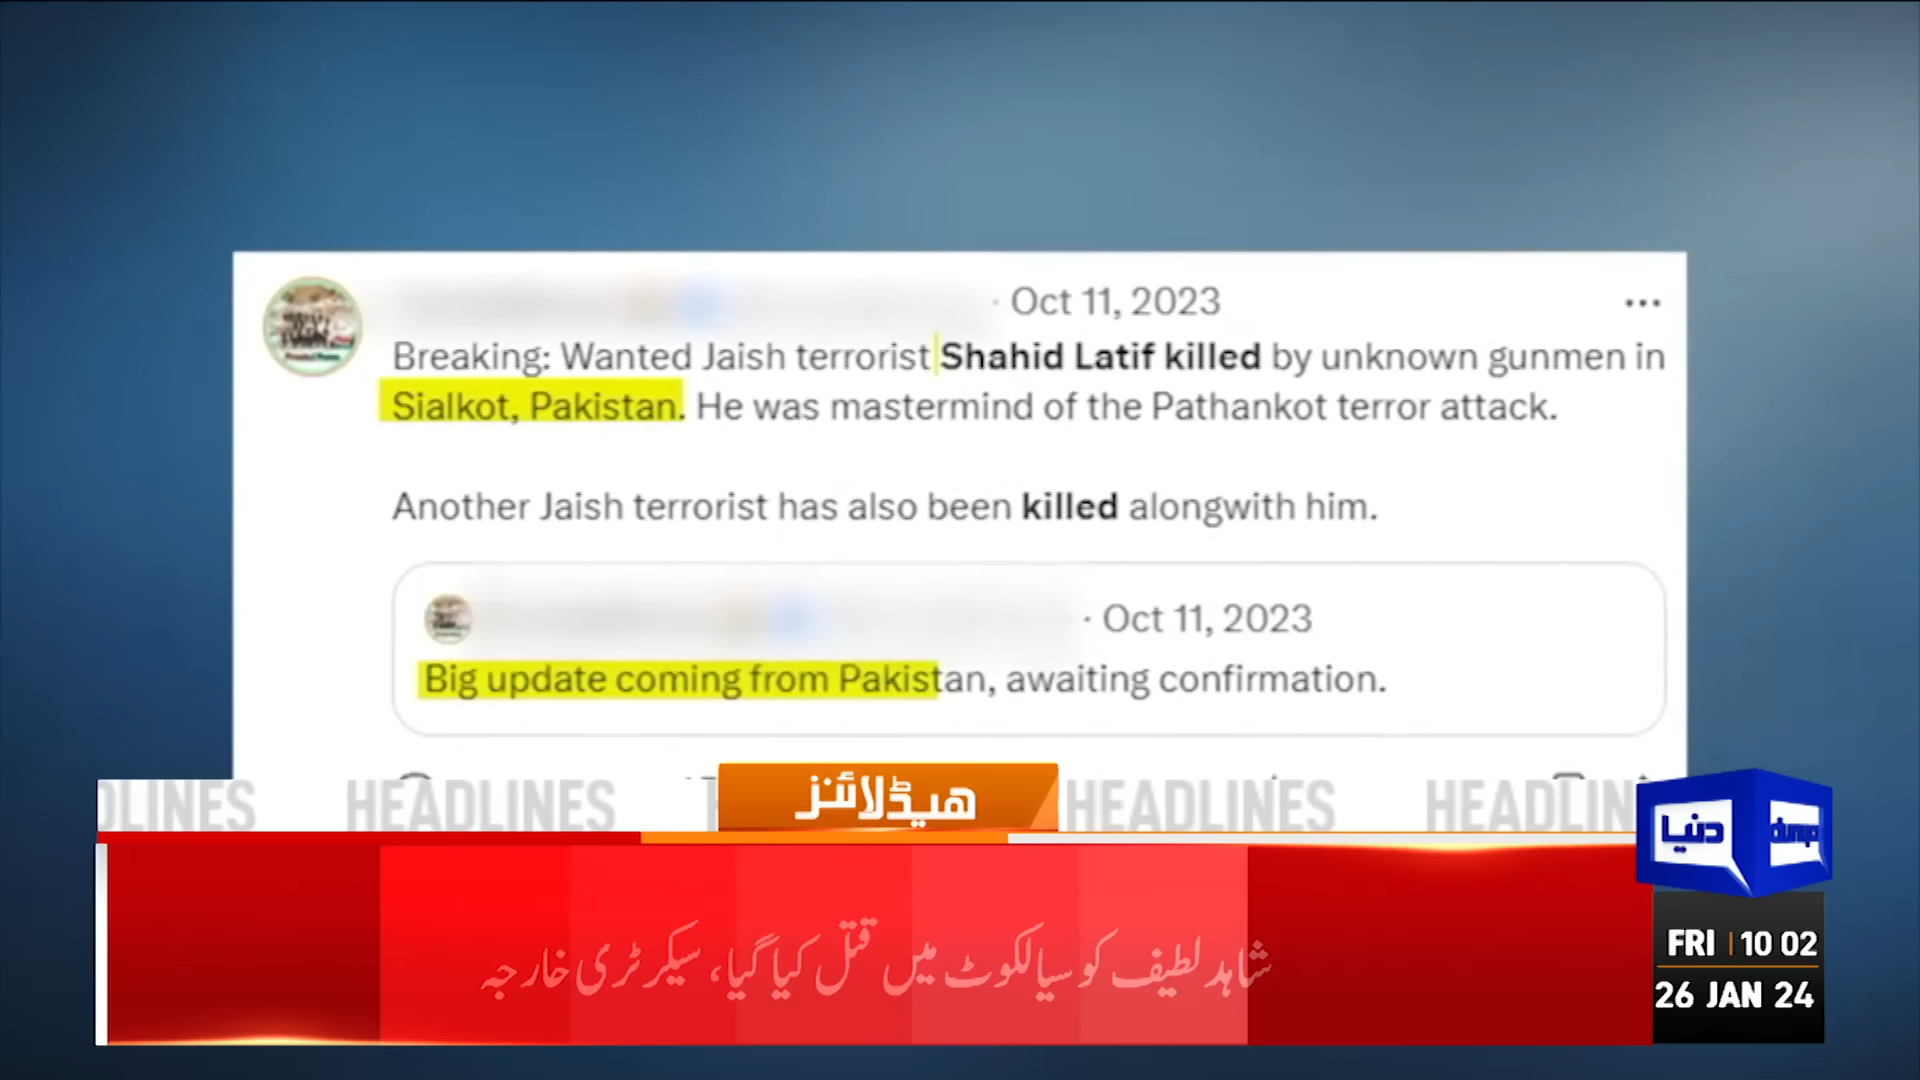 Oct 11, 2023
Breaking: Wanted Jaish terrorist Shahid Latif killed by unknown gunmen in
Sialkot, Pakistan. He was mastermind of the Pathankot terror attack.
Another Jaish terrorist has also been killed alongwith him.
Oct 11, 2023
Big update coming from Pakistan, awaiting confirmation.
DLINES HEADLINES H HEADLINES HEADLIN
ہیڈلائنز
دنیا dunya
شاہد لطیف کو سیالکوٹ میں قتل کیا گیا، سیکرٹری خارجہ
FRI 10 02
26 JAN 24